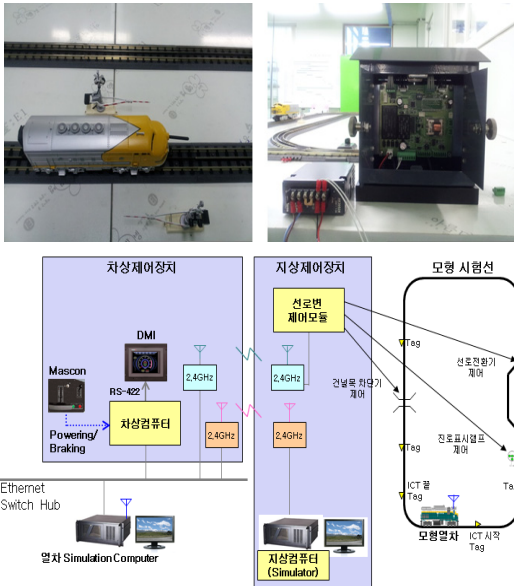 차상제어장치
지상제어장치
모형 시험선
선로변
제어모듈
DMI
Tag
2,4GHz
2,4GHz
선로전환기
제어
Mascon
건널목 차단기
제어
RS-422
차상컴퓨터
2,4GHz
2,4GHz
진로표시램프
제어
Powering/
Braking
Tag
Ta
Ethernet
Switch Hub
ICT 끝
Tag
모형열차
ICT 시작
Tag
열차 Simulation Computer
지상컴퓨터
(Simulator)